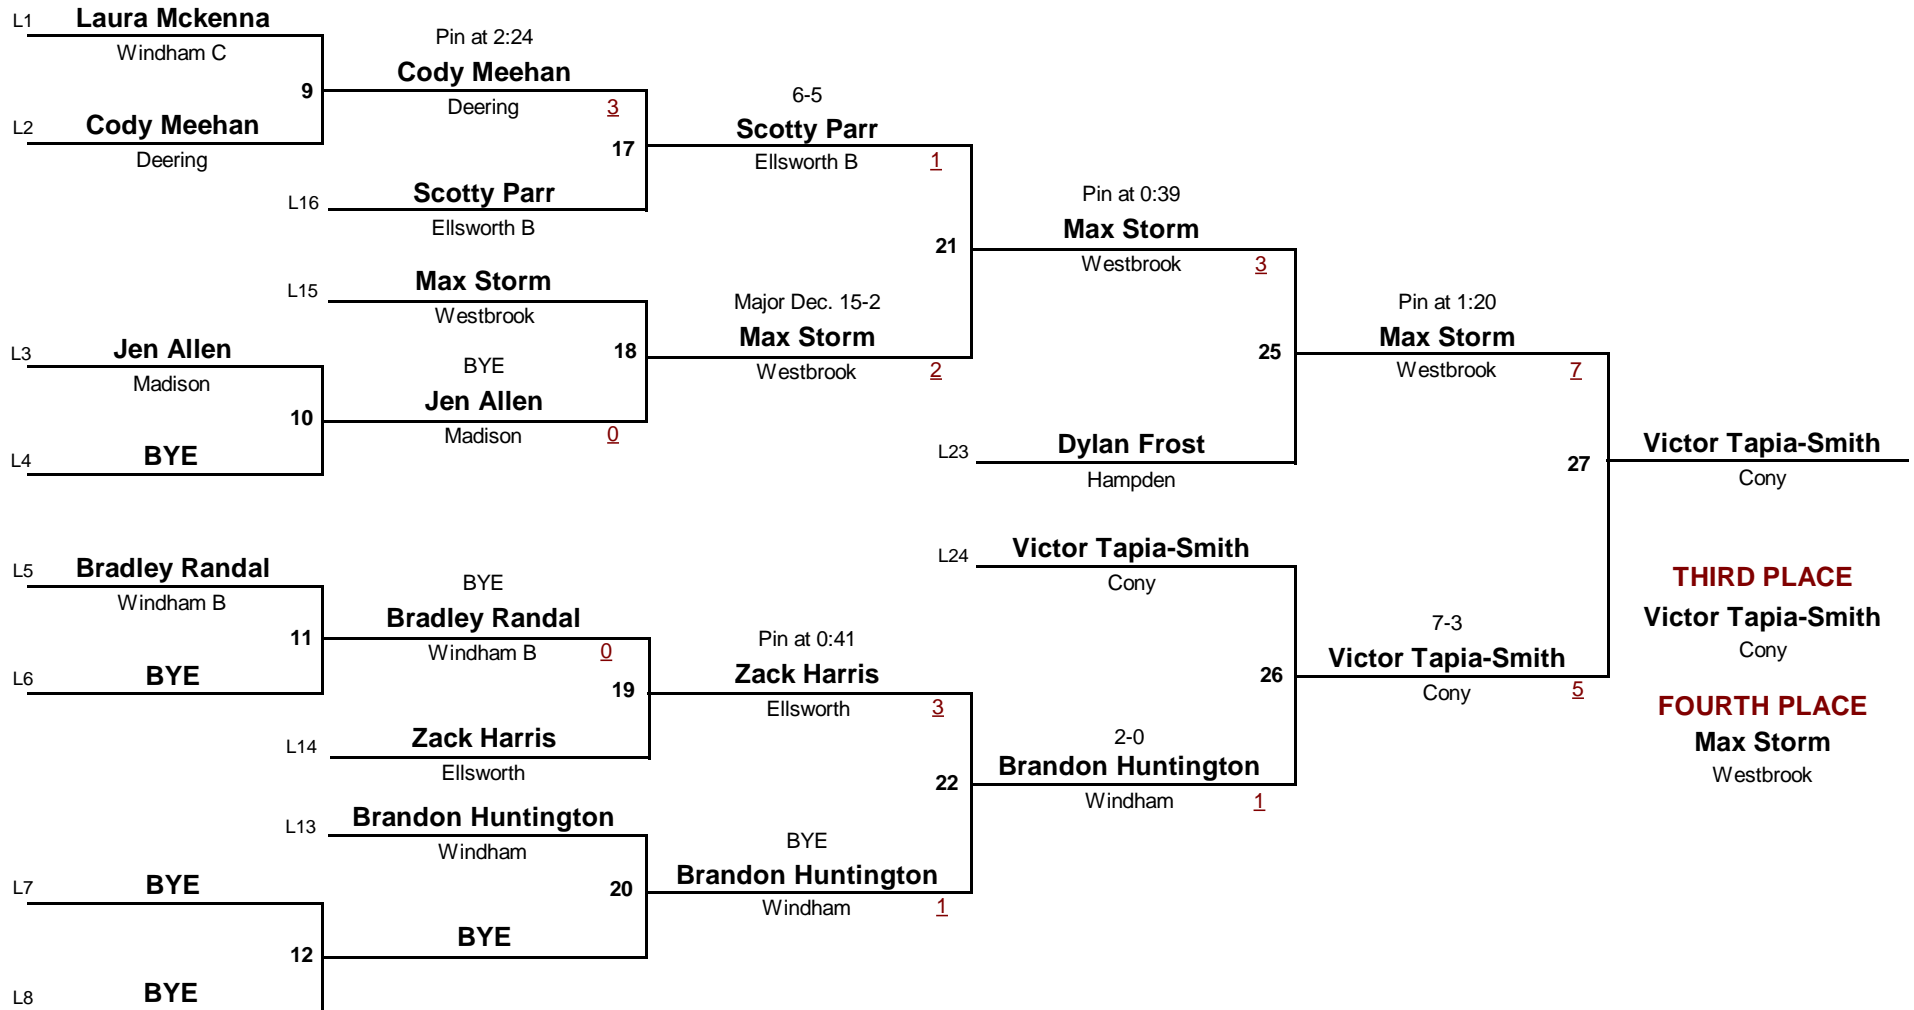 L1 Laura Mckenna
Windham C
9
L2 Cody Meehan
Deering
Pin at 2:24
Cody Meehan
Deering 3
17
L16 Scotty Parr
Ellsworth B
6-5
Scotty Parr
Ellsworth B 1
L15 Max Storm
Westbrook
18
L3 Jen Allen
Madison
10
L4 BYE
BYE
Jen Allen
Madison 0
Major Dec. 15-2
Max Storm
Westbrook 2
21
Pin at 0:39
Max Storm
Westbrook 3
25
L23 Dylan Frost
Hampden
Pin at 1:20
Max Storm
Westbrook 7
27
Victor Tapia-Smith
Cony
L5 Bradley Randal
Windham B
11
L6 BYE
BYE
Bradley Randal
Windham B 0
19
L14 Zack Harris
Ellsworth
Pin at 0:41
Zack Harris
Ellsworth 3
22
L13 Brandon Huntington
Windham
20
L7 BYE
12
L8 BYE
BYE
BYE
Brandon Huntington
Windham 1
2-0
Brandon Huntington
Windham 1
L24 Victor Tapia-Smith
Cony
26
7-3
Victor Tapia-Smith
Cony 5
THIRD PLACE
Victor Tapia-Smith
Cony
FOURTH PLACE
Max Storm
Westbrook